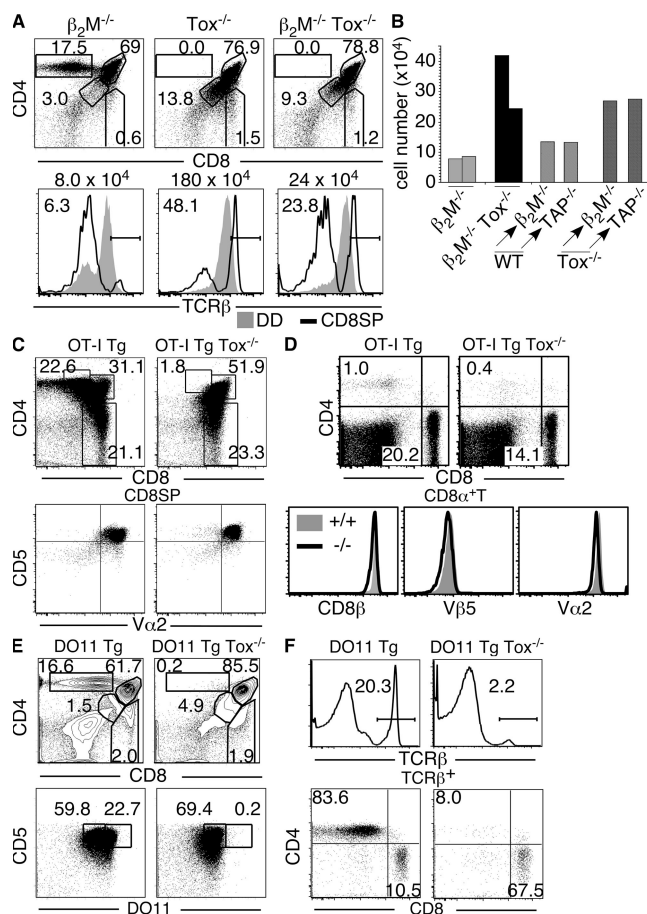 A
β₂M⁻/⁻ Tox⁻/⁻ β₂M⁻/⁻ Tox⁻/⁻
17.5 69 0.0 76.9 0.0 78.8
3.0 13.8 9.3
0.6 1.5 1.2
CD4
CD8
8.0 x 10⁴ 180 x 10⁴ 24 x 10⁴
6.3 48.1 23.8
TCRβ
DD CD8SP
B
cell number (x10⁴)
40
30
20
10
0
β₂M⁻/⁻
β₂M⁻/⁻ Tox⁻/⁻
β₂M⁻/⁻
TAP⁻/⁻
β₂M⁻/⁻
TAP⁻/⁻
WT
Tox⁻/⁻
C
OT-I Tg OT-I Tg Tox⁻/⁻
22.6 31.1 1.8 51.9
21.1 23.3
CD4
CD8
CD8SP
CD5
Vα2
D
OT-I Tg OT-I Tg Tox⁻/⁻
1.0 0.4
20.2 14.1
CD4
CD8
CD8α⁺T
+/+
-/-
CD8β Vβ5 Vα2
E
DO11 Tg DO11 Tg Tox⁻/⁻
16.6 61.7 0.2 85.5
1.5 4.9
2.0 1.9
CD4
CD8
59.8 22.7 69.4 0.2
CD5
DO11
F
DO11 Tg DO11 Tg Tox⁻/⁻
20.3 2.2
TCRβ
TCRβ⁺
83.6 8.0
10.5 67.5
CD4
CD8